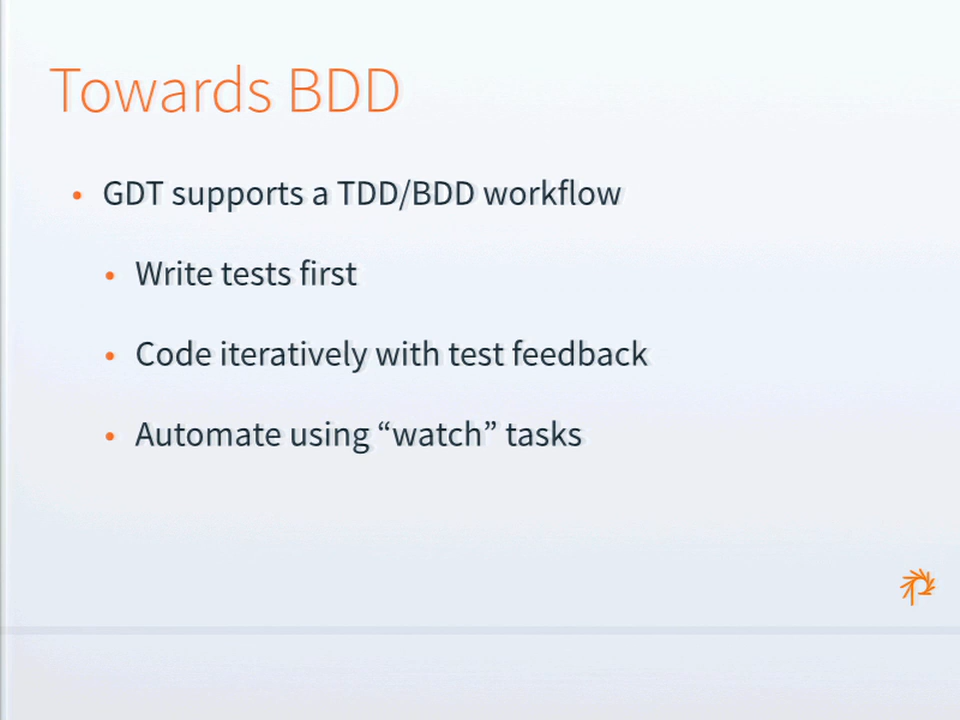 Towards BDD
• GDT supports a TDD/BDD workflow
• Write tests first
• Code iteratively with test feedback
• Automate using “watch” tasks